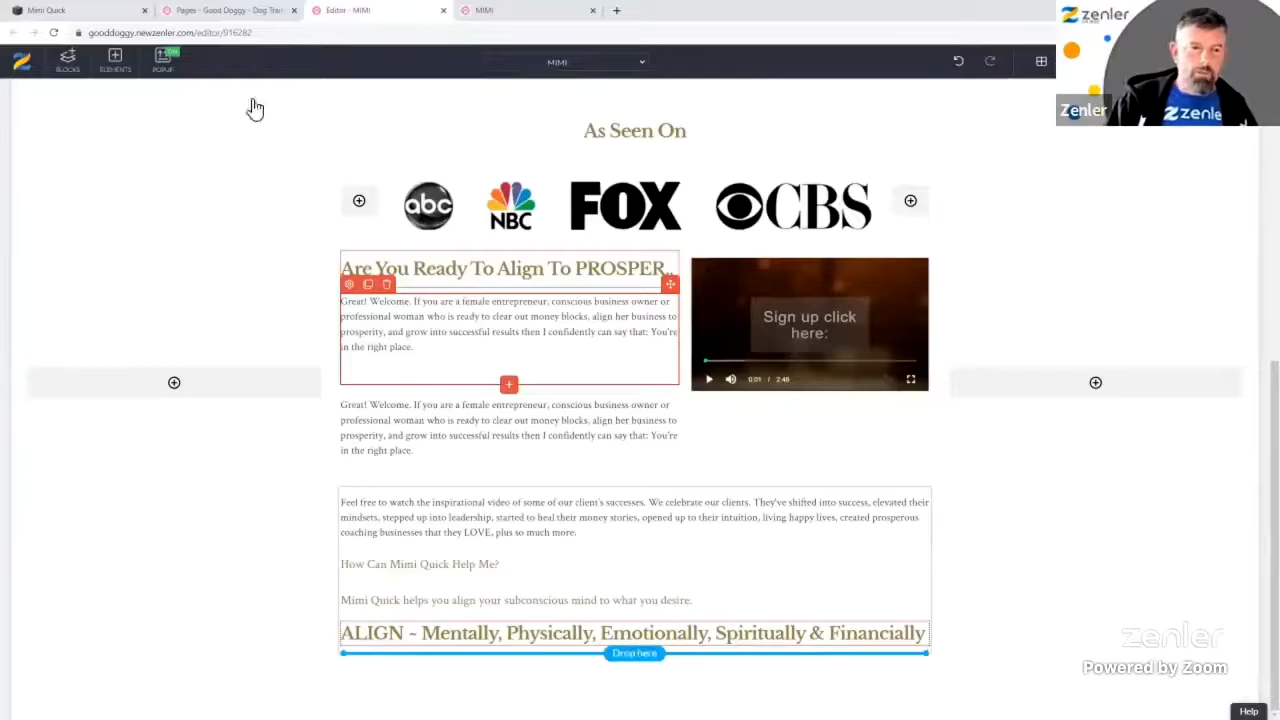 Mimi Quick
Pages - Good Doggy - Dog Trai
Editor - MIMI
MIMI
gooddoggy.newzenler.com/editor/916282
BLOCKS
ELEMENTS
POPUP
ON
MIMI
zenler
zenle
Zenler
As Seen On
abc
NBC
FOX
CBS
Are You Ready To Align To PROSPER..
Great! Welcome. If you are a female entrepreneur, conscious business owner or
professional woman who is ready to clear out money blocks, align her business to
prosperity, and grow into successful results then I confidently can say that: You're
in the right place.
Sign up click
here:
0:01 / 2:48
Great! Welcome. If you are a female entrepreneur, conscious business owner or
professional woman who is ready to clear out money blocks, align her business to
prosperity, and grow into successful results then I confidently can say that: You're
in the right place.
Feel free to watch the inspirational video of some of our client's successes. We celebrate our clients. They've shifted into success, elevated their
mindsets, stepped up into leadership, started to heal their money stories, opened up to their intuition, living happy lives, created prosperous
coaching businesses that they LOVE, plus so much more.
How Can Mimi Quick Help Me?
Mimi Quick helps you align your subconscious mind to what you desire.
ALIGN ~ Mentally, Physically, Emotionally, Spiritually & Financially
Drop here
zenler
Powered by Zoom
Help